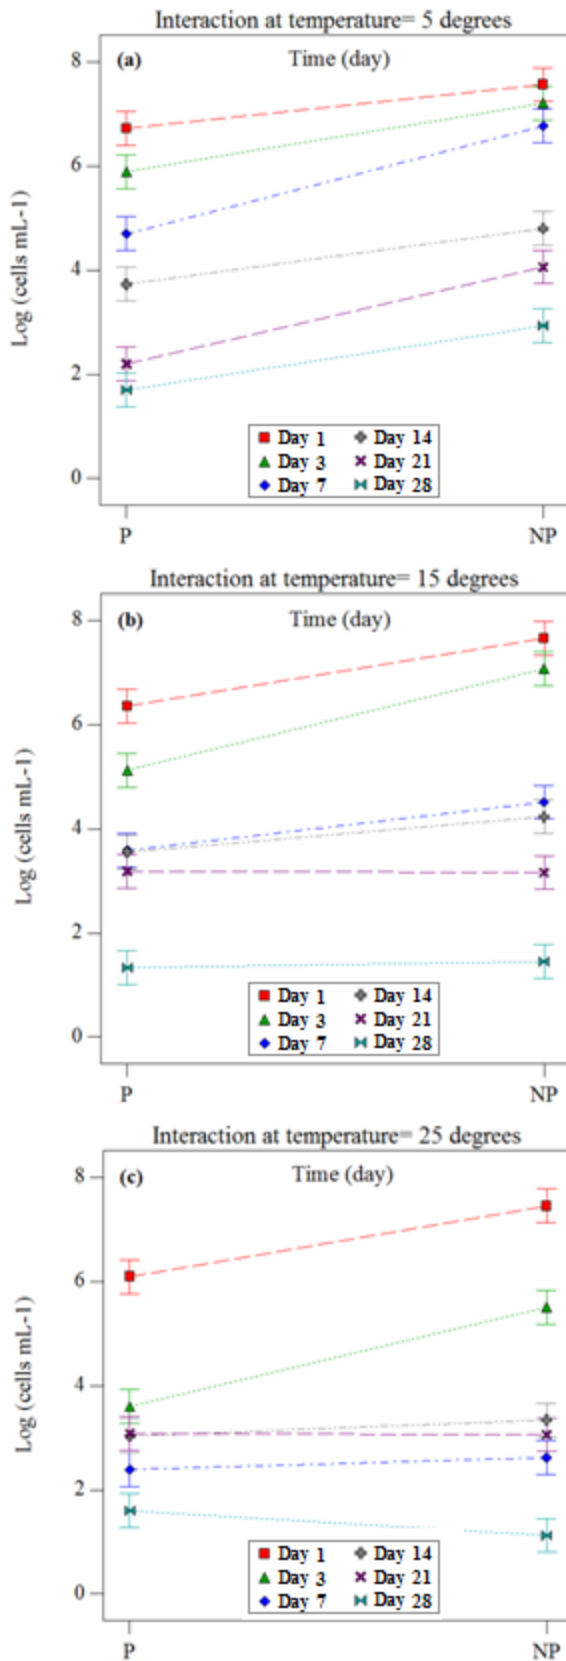 Interaction at temperature= 5 degrees
(a) Time (day)
8
6
4
2
0
Log (cells mL-1)
Day 1 Day 14
Day 3 Day 21
Day 7 Day 28
P NP
Interaction at temperature= 15 degrees
(b) Time (day)
8
6
4
2
0
Log (cells mL-1)
Day 1 Day 14
Day 3 Day 21
Day 7 Day 28
P NP
Interaction at temperature= 25 degrees
(c) Time (day)
8
6
4
2
0
Log (cells mL-1)
Day 1 Day 14
Day 3 Day 21
Day 7 Day 28
P NP